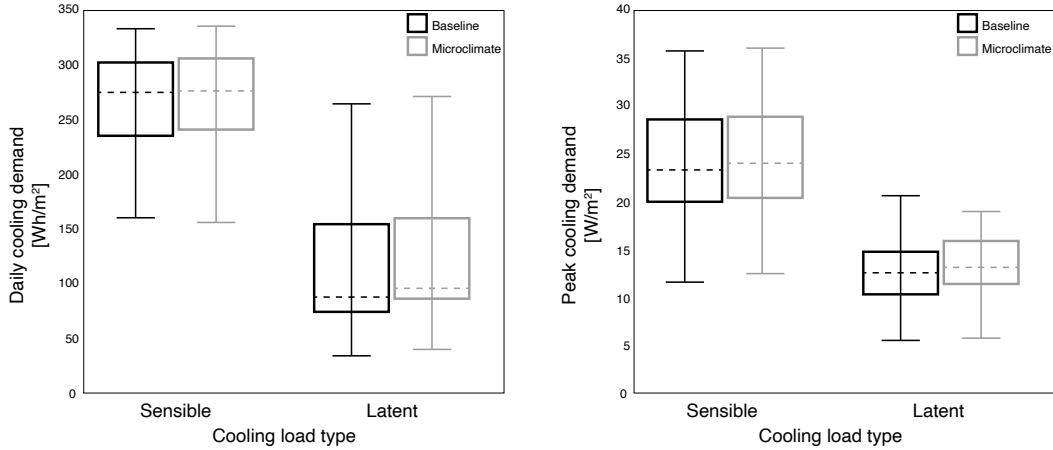 350
300
250
200
150
100
50
0
Daily cooling demand
[Wh/m²]
Baseline
Microclimate
Sensible
Latent
Cooling load type
40
35
30
25
20
15
10
5
0
Peak cooling demand
[W/m²]
Baseline
Microclimate
Sensible
Latent
Cooling load type